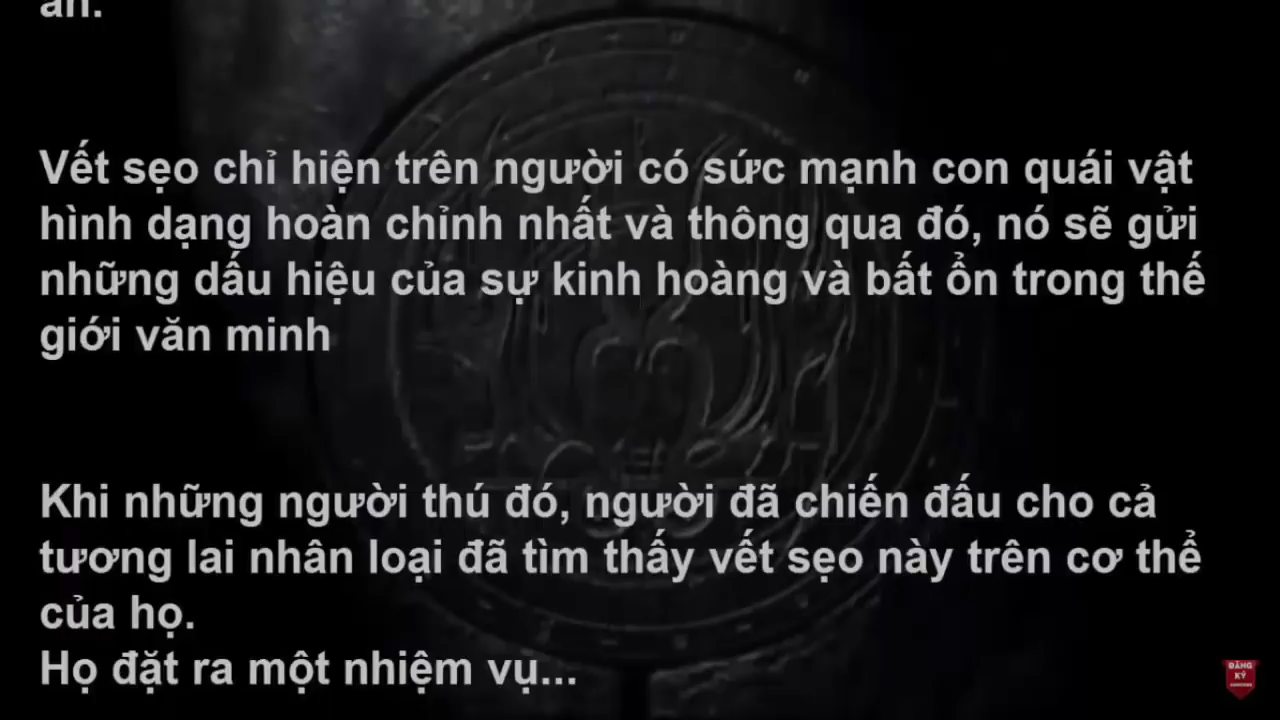 ấn.
Vết sẹo chỉ hiện trên người có sức mạnh con quái vật
hình dạng hoàn chỉnh nhất và thông qua đó, nó sẽ gửi
những dấu hiệu của sự kinh hoàng và bất ổn trong thế
giới văn minh
Khi những người thú đó, người đã chiến đấu cho cả
tương lai nhân loại đã tìm thấy vết sẹo này trên cơ thể
của họ.
Họ đặt ra một nhiệm vụ...
ĐĂNG
KÝ